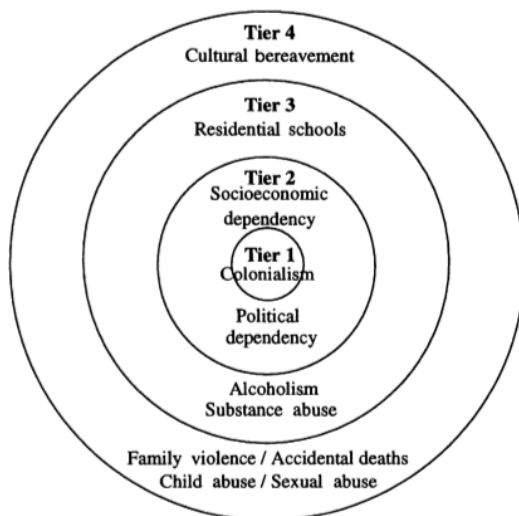 Tier 4
Cultural bereavement
Tier 3
Residential schools
Tier 2
Socioeconomic
dependency
Tier 1
Colonialism
Political
dependency
Alcoholism
Substance abuse
Family violence / Accidental deaths
Child abuse / Sexual abuse